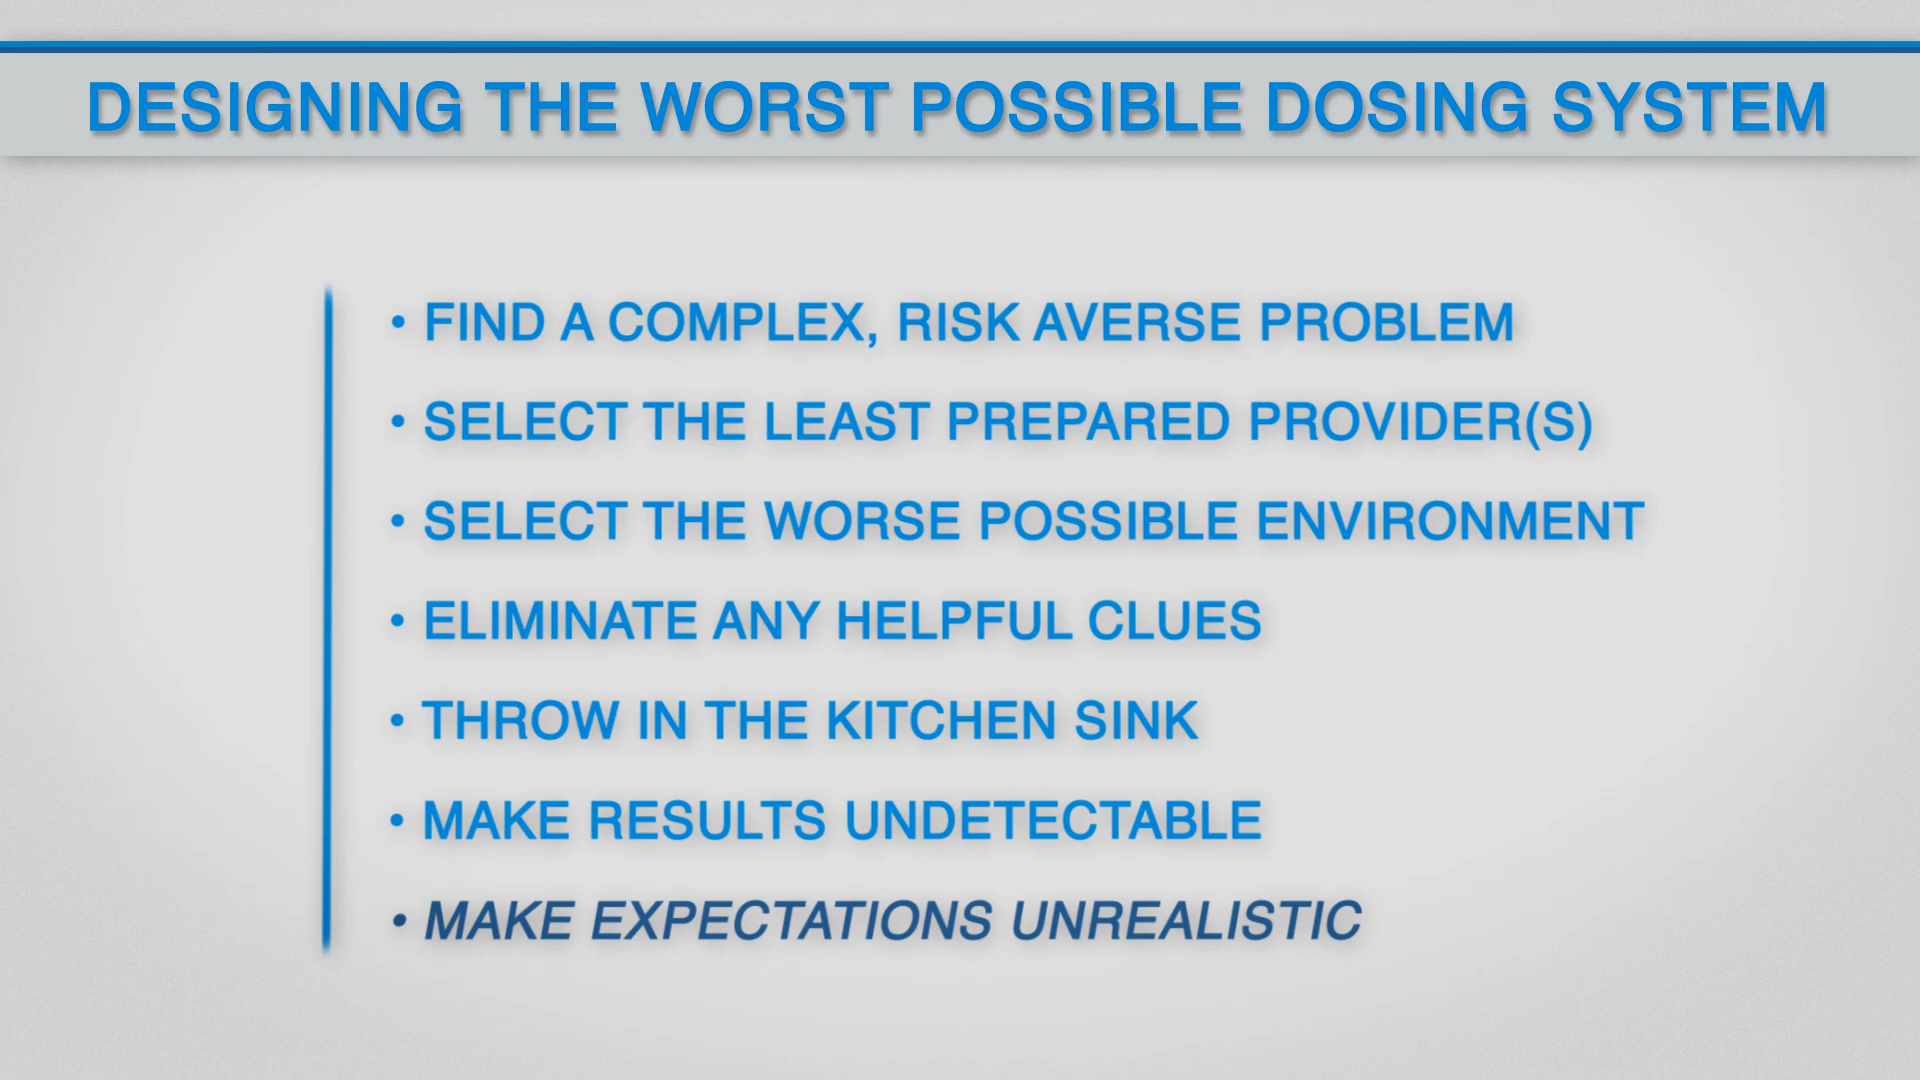 DESIGNING THE WORST POSSIBLE DOSING SYSTEM
• FIND A COMPLEX, RISK AVERSE PROBLEM
• SELECT THE LEAST PREPARED PROVIDER(S)
• SELECT THE WORSE POSSIBLE ENVIRONMENT
• ELIMINATE ANY HELPFUL CLUES
• THROW IN THE KITCHEN SINK
• MAKE RESULTS UNDETECTABLE
• MAKE EXPECTATIONS UNREALISTIC